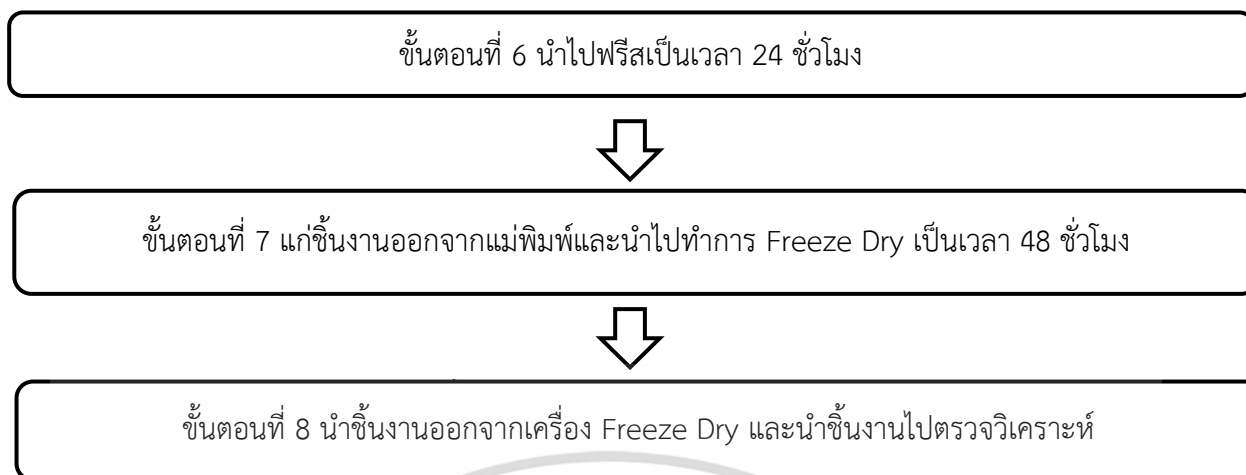 ขั้นตอนที่ 6 นำไปฟรีสเป็นเวลา 24 ชั่วโมง
ขั้นตอนที่ 7 แก่ชิ้นงานออกจากแม่พิมพ์และนำไปทำการ Freeze Dry เป็นเวลา 48 ชั่วโมง
ขั้นตอนที่ 8 นำชิ้นงานออกจากเครื่อง Freeze Dry และนำชิ้นงานไปตรวจวิเคราะห์